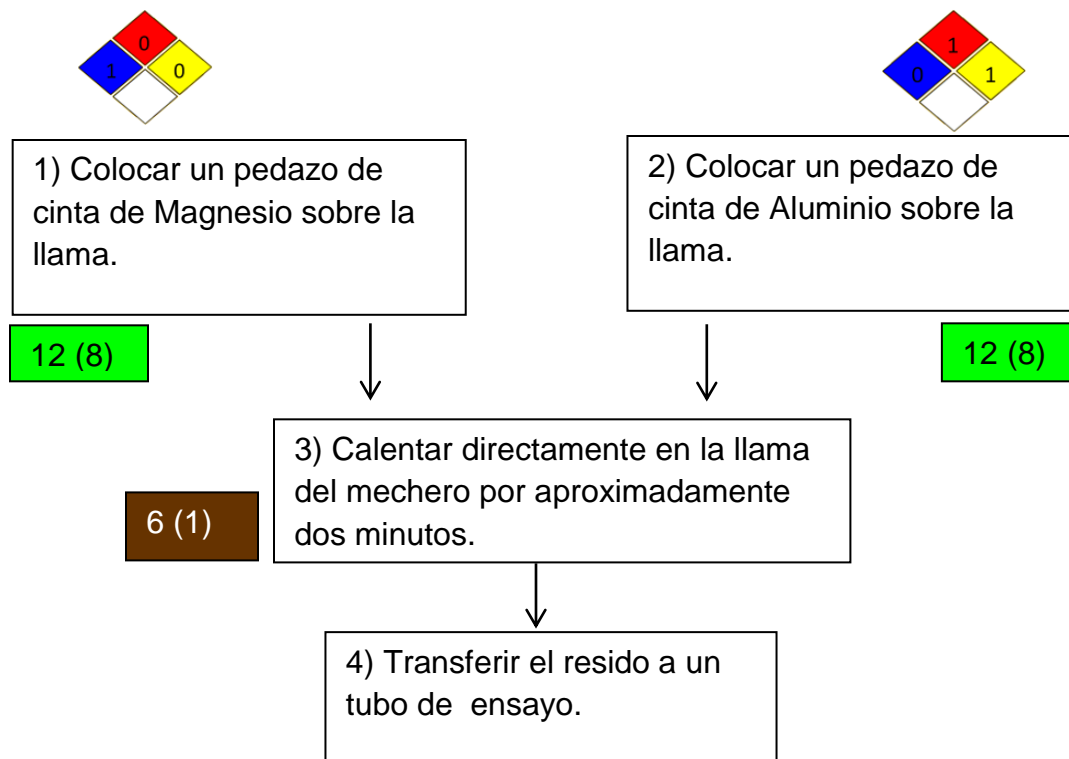 0
1 0
1
0 1
1) Colocar un pedazo de
cinta de Magnesio sobre la
llama.
2) Colocar un pedazo de
cinta de Aluminio sobre la
llama.
12 (8)
12 (8)
3) Calentar directamente en la llama
del mechero por aproximadamente
dos minutos.
6 (1)
4) Transferir el resido a un
tubo de  ensayo.